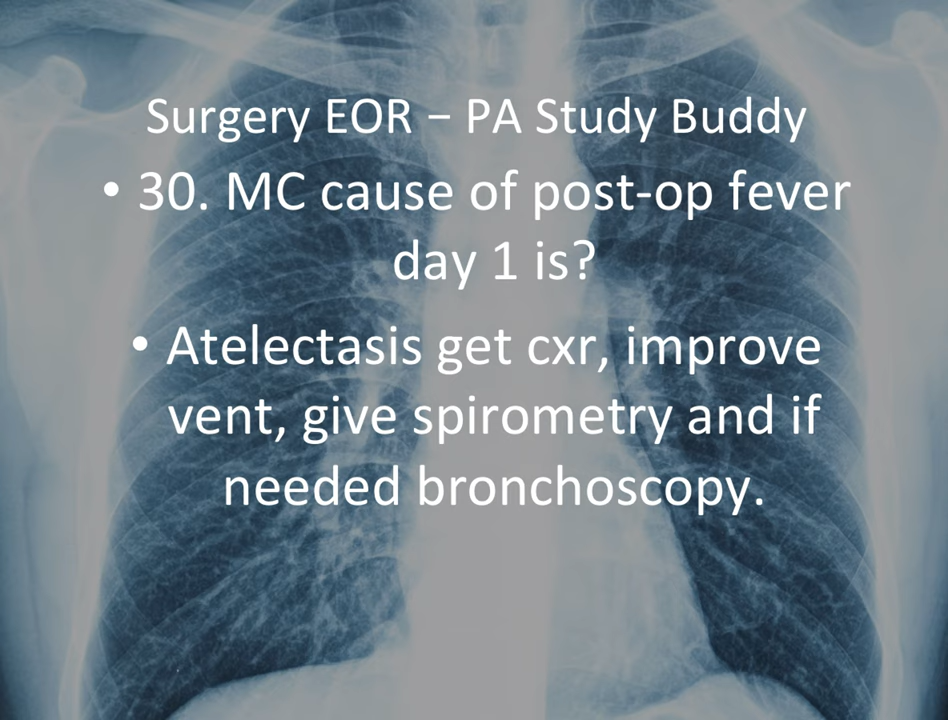 Surgery EOR – PA Study Buddy
• 30. MC cause of post-op fever
day 1 is?
• Atelectasis get cxr, improve
vent, give spirometry and if
needed bronchoscopy.